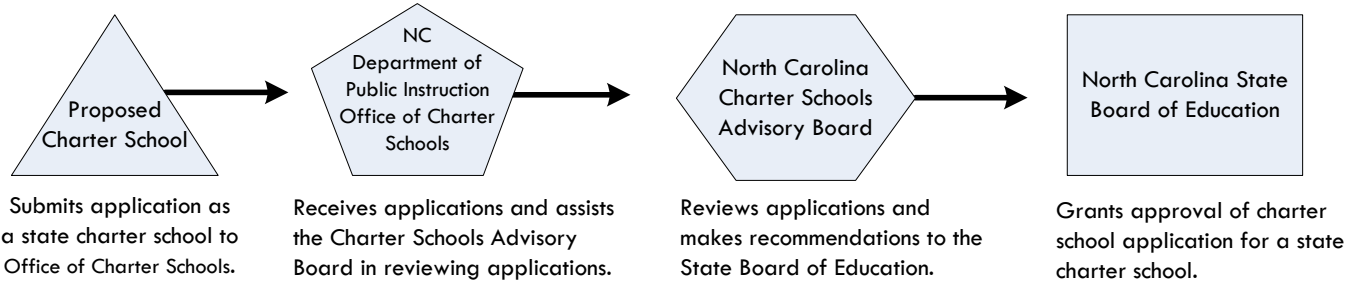 Proposed
Charter School
NC
Department of
Public Instruction
Office of Charter
Schools
North Carolina
Charter Schools
Advisory Board
North Carolina State
Board of Education
Submits application as
a state charter school to
Office of Charter Schools.
Receives applications and assists
the Charter Schools Advisory
Board in reviewing applications.
Reviews applications and
makes recommendations to the
State Board of Education.
Grants approval of charter
school application for a state
charter school.